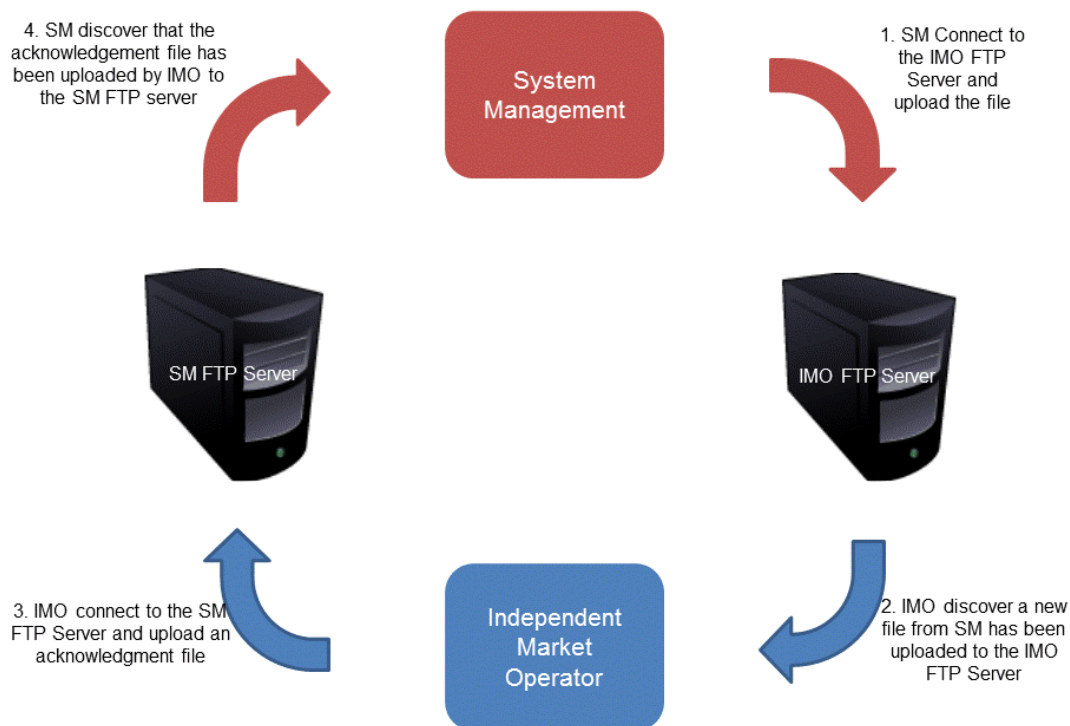 4. SM discover that the
acknowledgement file has
been uploaded by IMO to
the SM FTP server
System
Management
1. SM Connect to
the IMO FTP
Server and
upload the file
SM FTP Server
IMO FTP Server
3. IMO connect to the SM
FTP Server and upload an
acknowledgment file
Independent
Market
Operator
2. IMO discover a new
file from SM has been
uploaded to the IMO
FTP Server